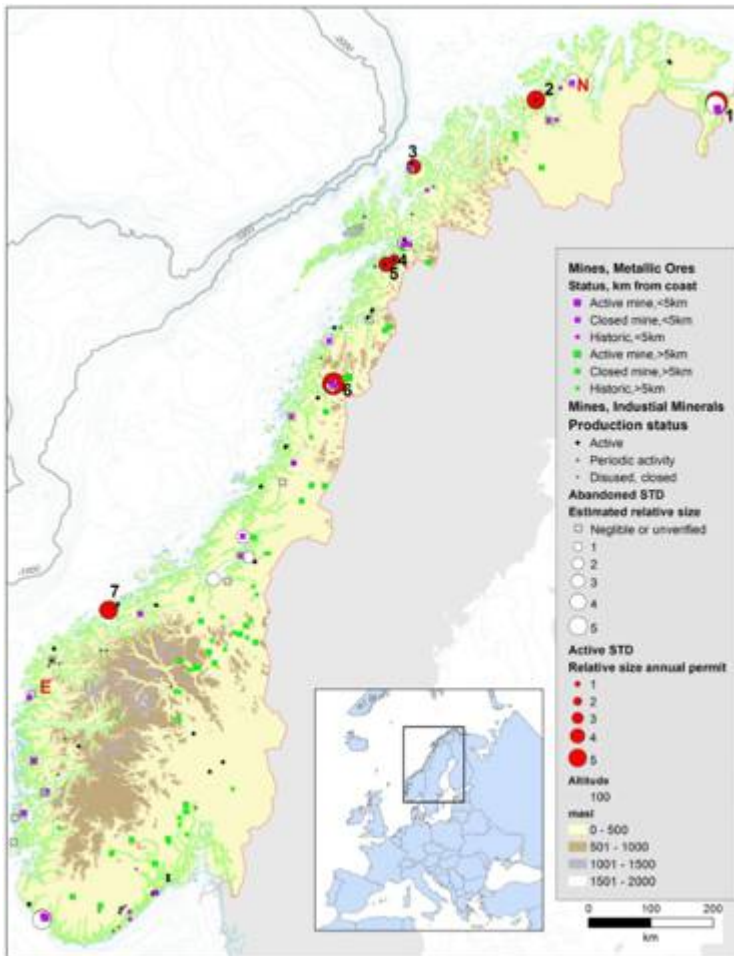 N
2
1
3
4
5
6
7
E
-1000
Mines, Metallic Ores
Status, km from coast
Active mine,<5km
Closed mine,<5km
Historic,<5km
Active mine,>5km
Closed mine,>5km
Historic,>5km
Mines, Industial Minerals
Production status
Active
Periodic activity
Disused, closed
Abandoned STD
Estimated relative size
Neglible or unverified
1
2
3
4
5
Active STD
Relative size annual permit
1
2
3
4
5
Altitude
100
masl
0 - 500
501 - 1000
1001 - 1500
1501 - 2000
0 100 200
km